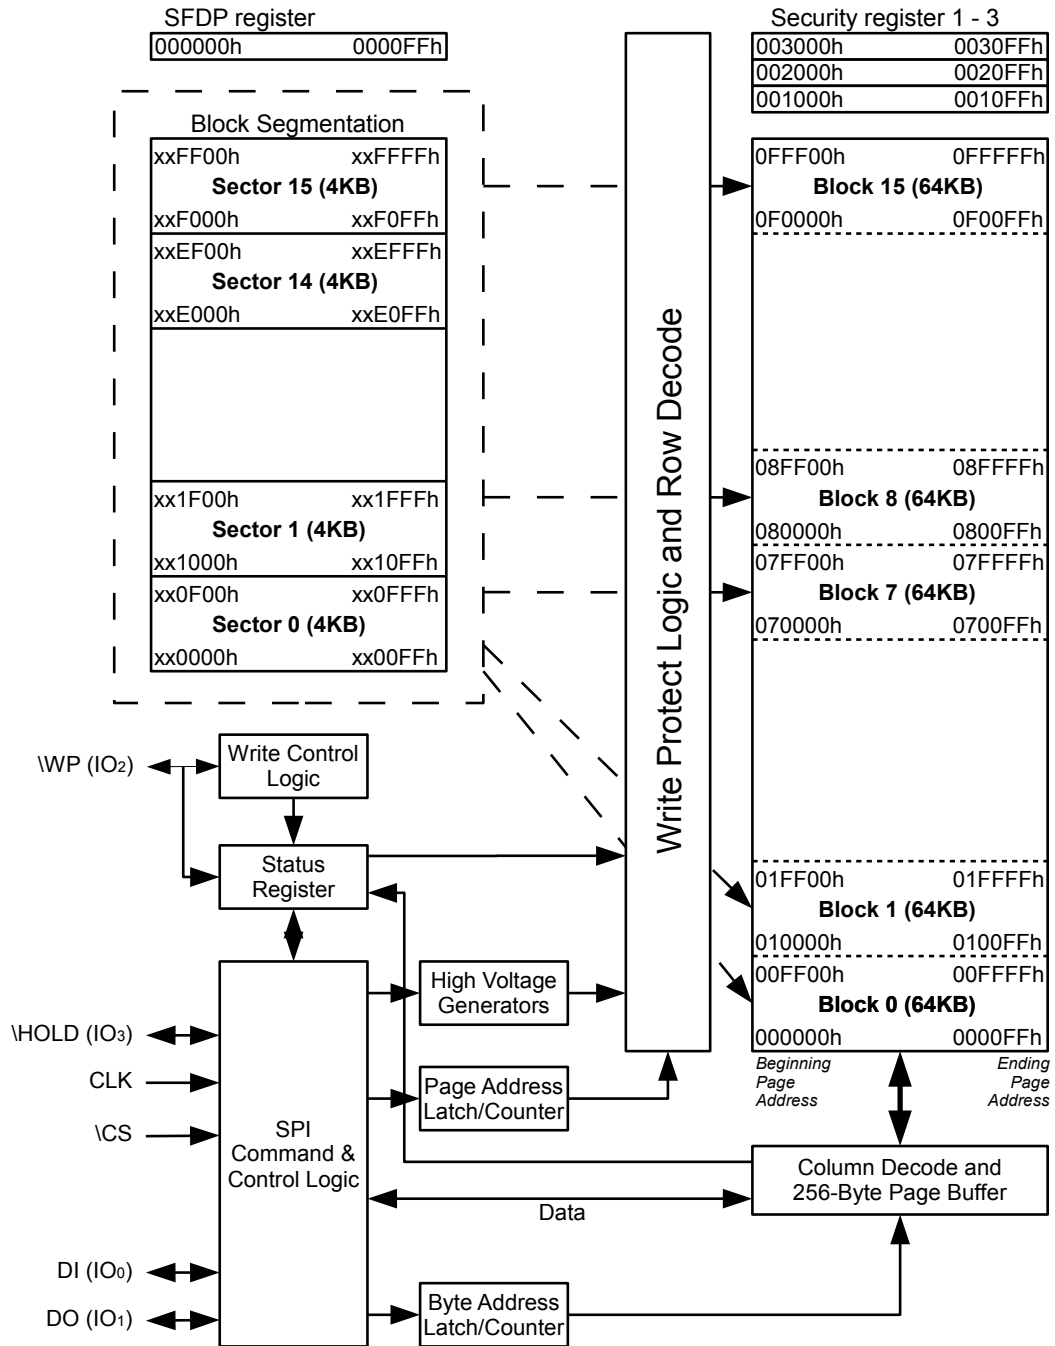 SFDP register
000000h 0000FFh
Block Segmentation
xxFF00h xxFFFFh
Sector 15 (4KB)
xxF000h xxF0FFh
xxEF00h xxEFFFh
Sector 14 (4KB)
xxE000h xxE0FFh
xx1F00h xx1FFFh
Sector 1 (4KB)
xx1000h xx10FFh
xx0F00h xx0FFFh
Sector 0 (4KB)
xx0000h xx00FFh
Write Protect Logic and Row Decode
Security register 1 - 3
003000h 0030FFh
002000h 0020FFh
001000h 0010FFh
0FFF00h 0FFFFFh
Block 15 (64KB)
0F0000h 0F00FFh
08FF00h 08FFFFh
Block 8 (64KB)
080000h 0800FFh
07FF00h 07FFFFh
Block 7 (64KB)
070000h 0700FFh
01FF00h 01FFFFh
Block 1 (64KB)
010000h 0100FFh
00FF00h 00FFFFh
Block 0 (64KB)
000000h 0000FFh
Beginning
Page
Address
Ending
Page
Address
\WP (IO2)
Write Control
Logic
Status
Register
High Voltage
Generators
\HOLD (IO3)
CLK
\CS
Page Address
Latch/Counter
SPI
Command &
Control Logic
Column Decode and
256-Byte Page Buffer
Data
DI (IO0)
DO (IO1)
Byte Address
Latch/Counter